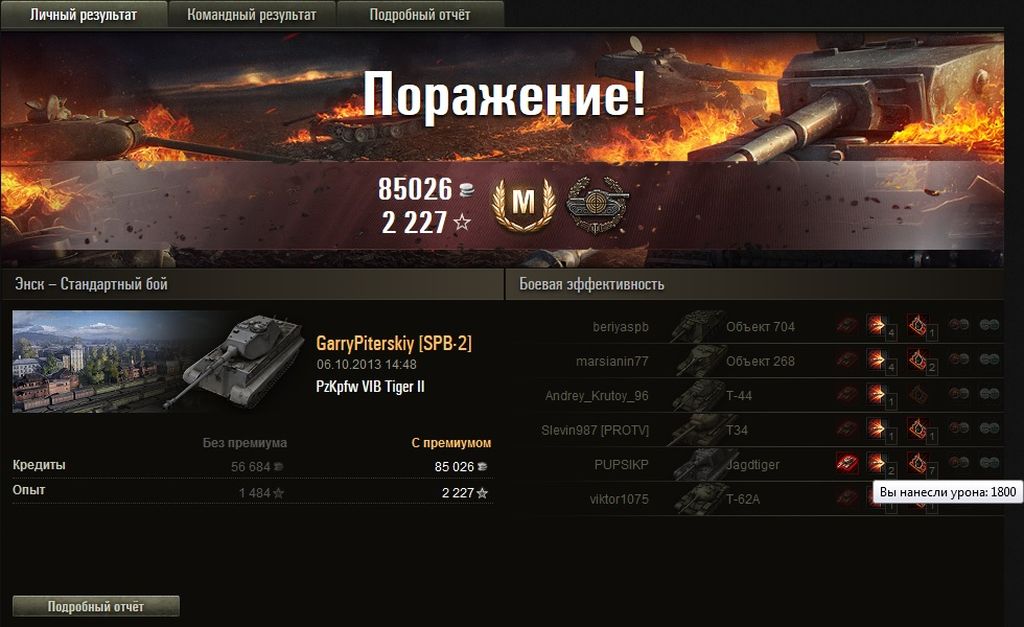 Личный результат Командный результат Подробный отчёт
Поражение!
85026
2 227
M
Энск – Стандартный бой
Боевая эффективность
GarryPiterskiy [SPB-2]
06.10.2013 14:48
PzKpfw VIB Tiger II
Без премиума С премиумом
Кредиты 56 684 85 026
Опыт 1 484 2 227
beriyaspb Объект 704 4 1
marsianin77 Объект 268 4 2
Andrey_Krutoy_96 T-44 1
Slevin987 [PROTV] T34 1 1
PUPSIKP Jagdtiger 2 7
Вы нанесли урона: 1800
viktor1075 T-62A 1 1
Подробный отчёт